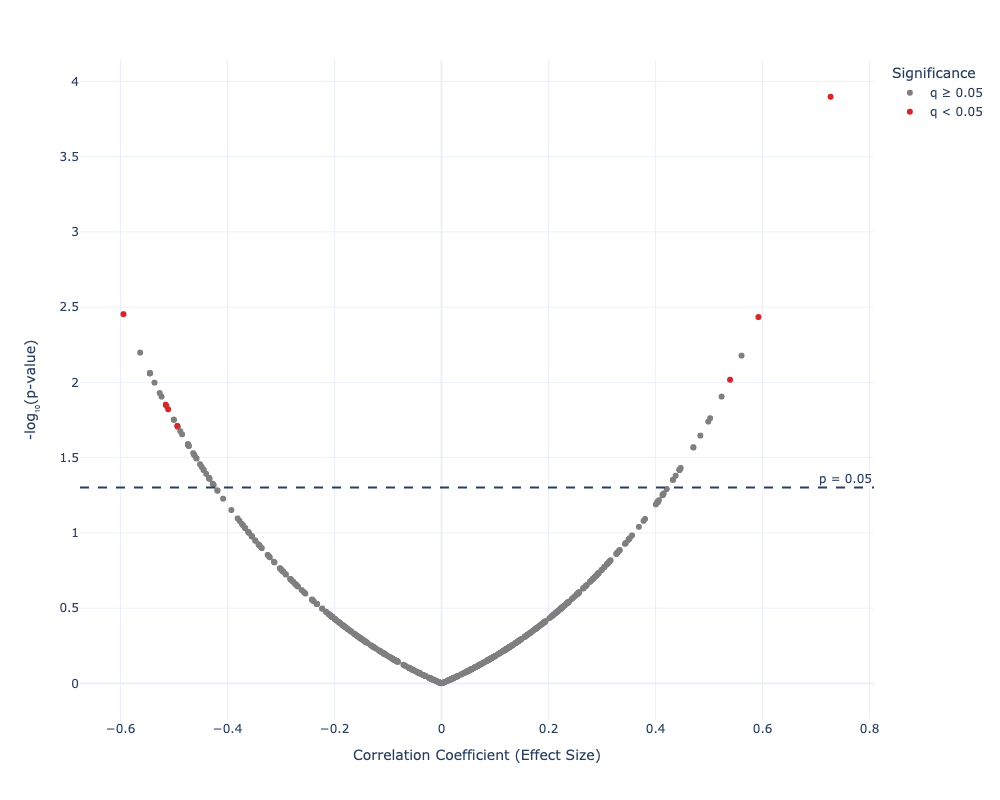 Significance
q ≥ 0.05
q < 0.05
4
3.5
3
2.5
2
1.5
1
0.5
0
-log₁₀(p-value)
p = 0.05
−0.6
−0.4
−0.2
0
0.2
0.4
0.6
0.8
Correlation Coefficient (Effect Size)